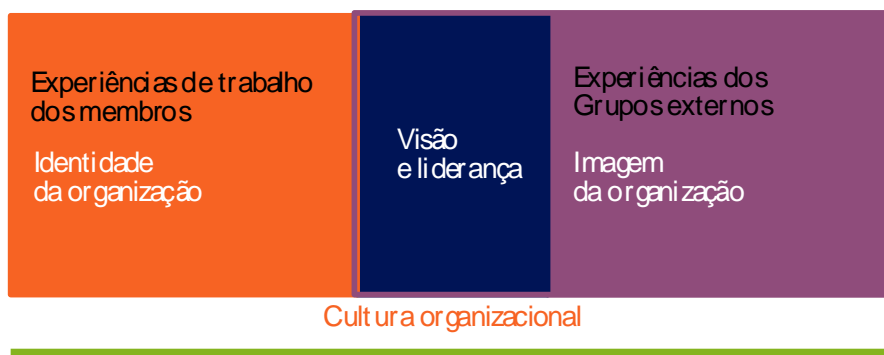 Experiências de trabalho
dos membros
Identidade
da organização
Visão
e liderança
Experiências dos
Grupos externos
Imagem
da organização
Cultura organizacional